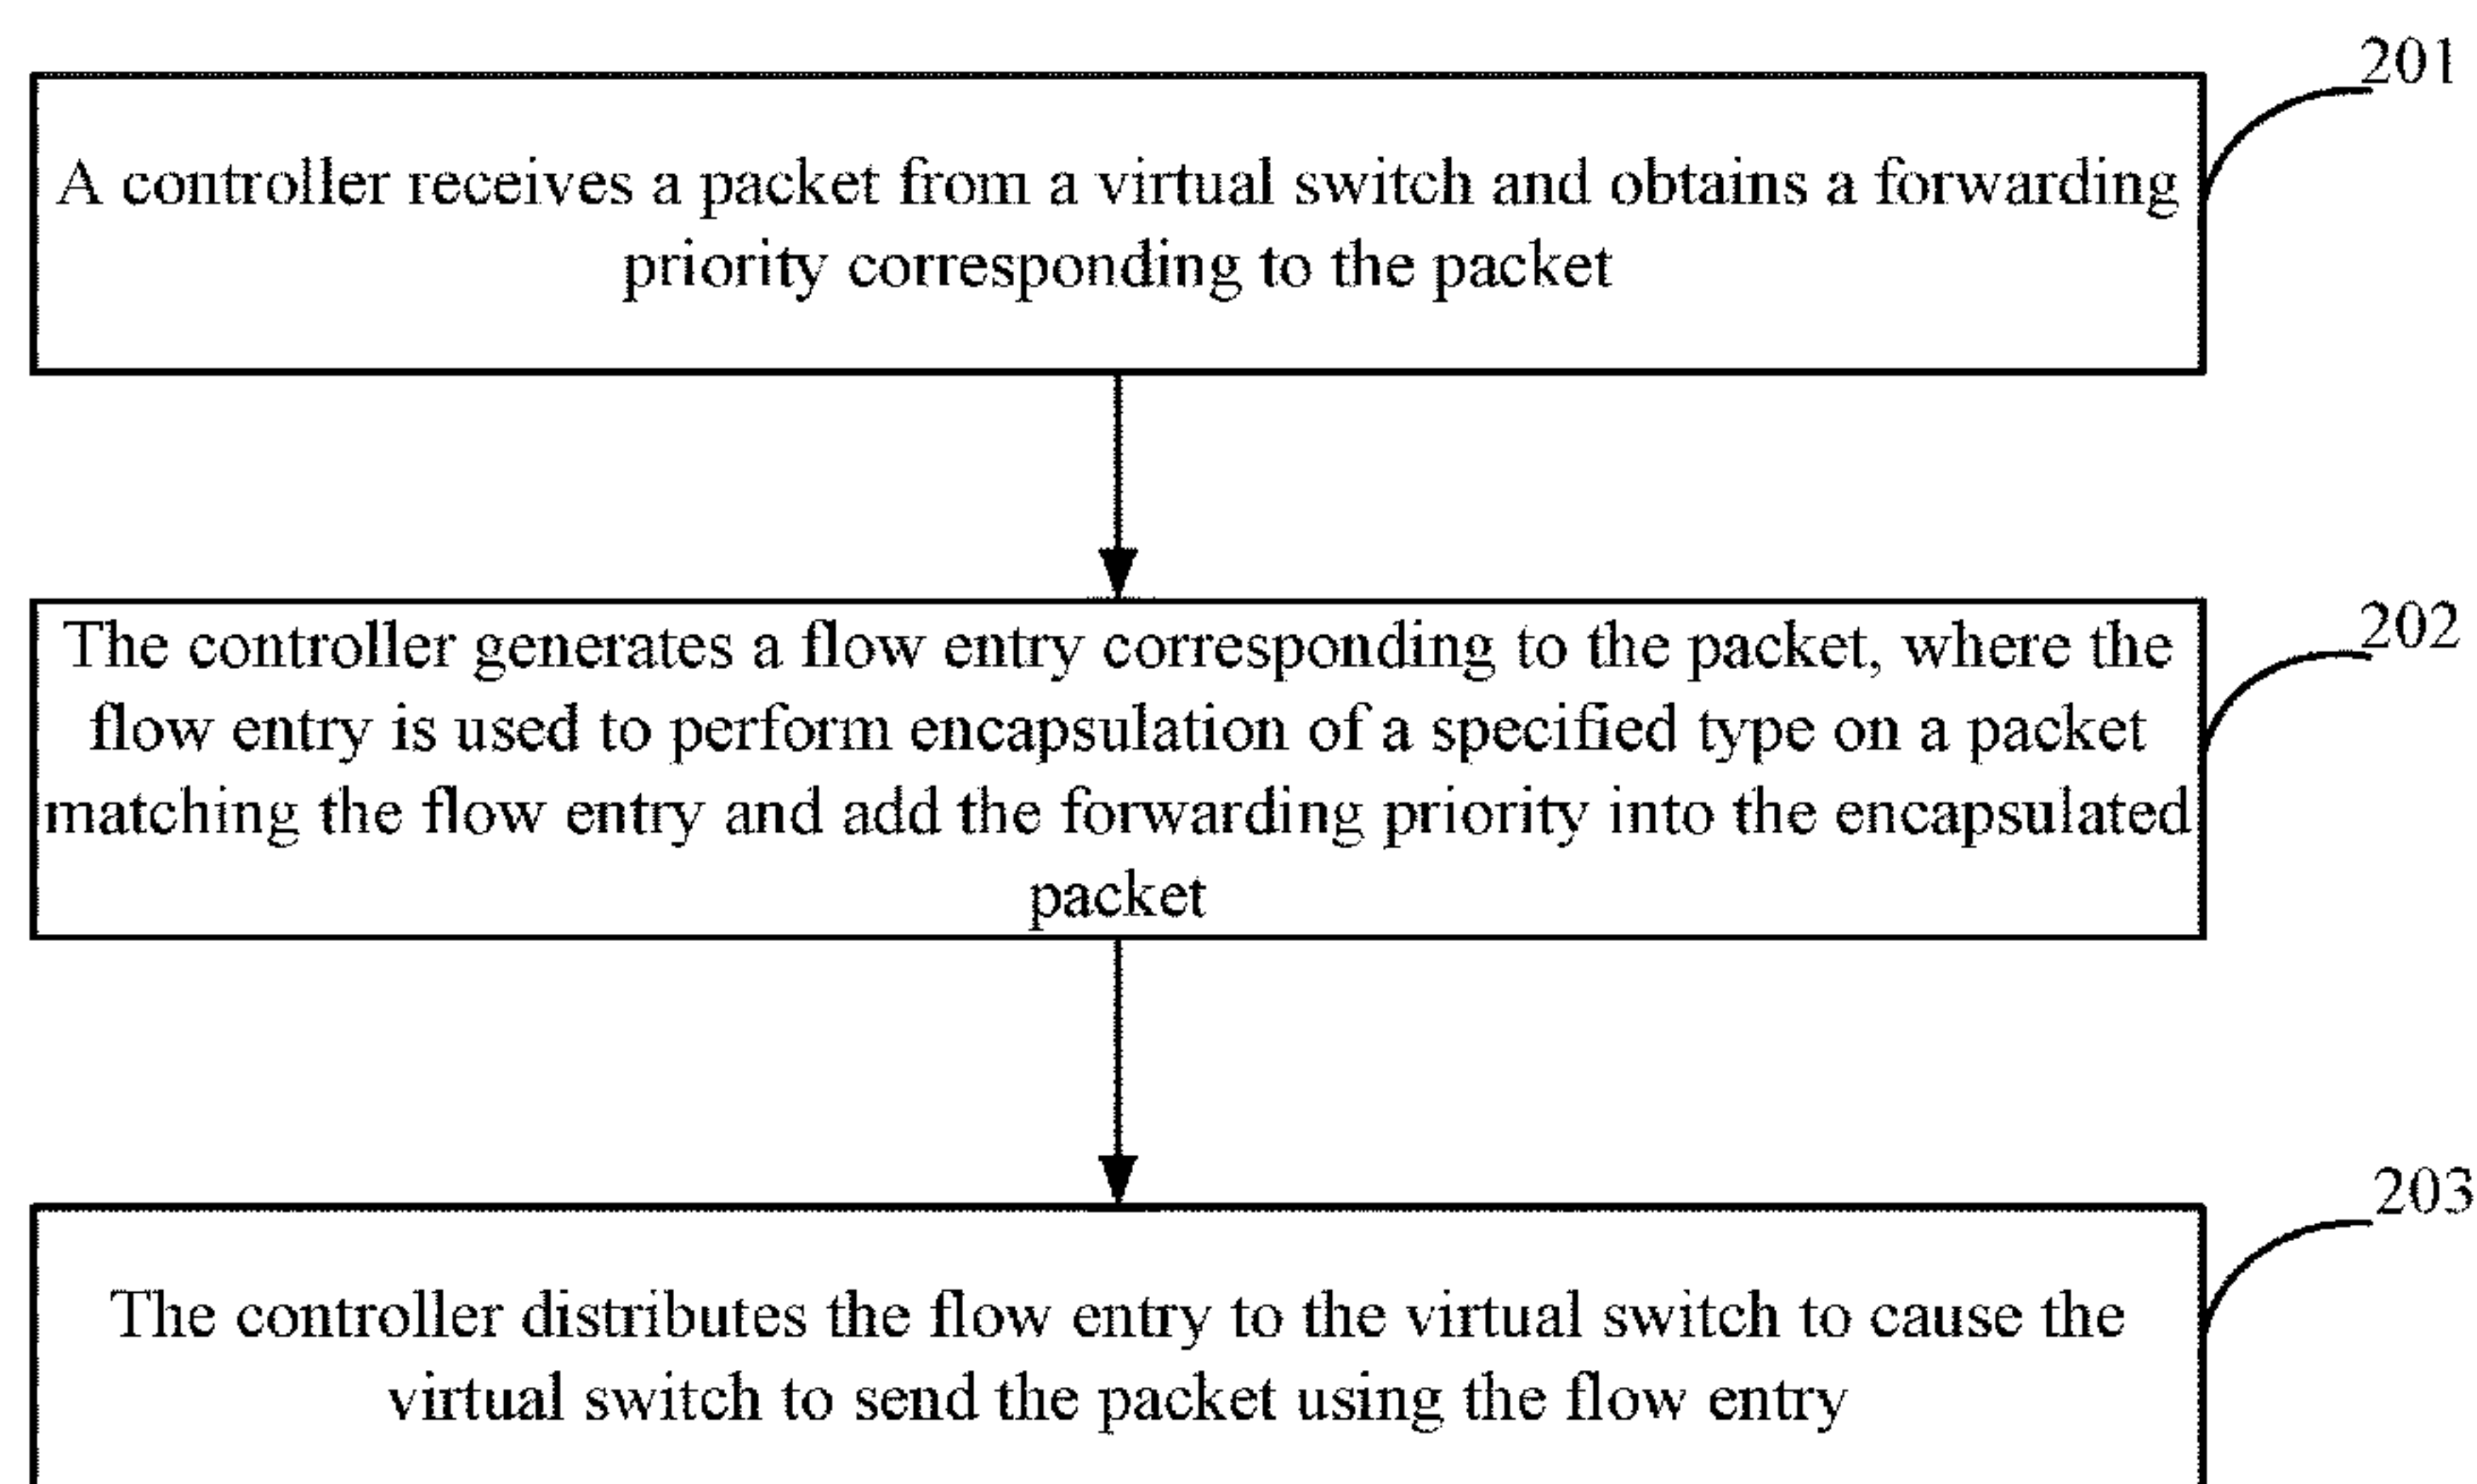 201
A controller receives a packet from a virtual switch and obtains a forwarding
priority corresponding to the packet
202
The controller generates a flow entry corresponding to the packet, where the
flow entry is used to perform encapsulation of a specified type on a packet
matching the flow entry and add the forwarding priority into the encapsulated
packet
203
The controller distributes the flow entry to the virtual switch to cause the
virtual switch to send the packet using the flow entry